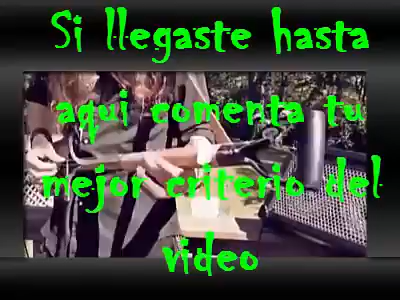 Si llegaste hasta
aqui comenta tu
mejor criterio del
video